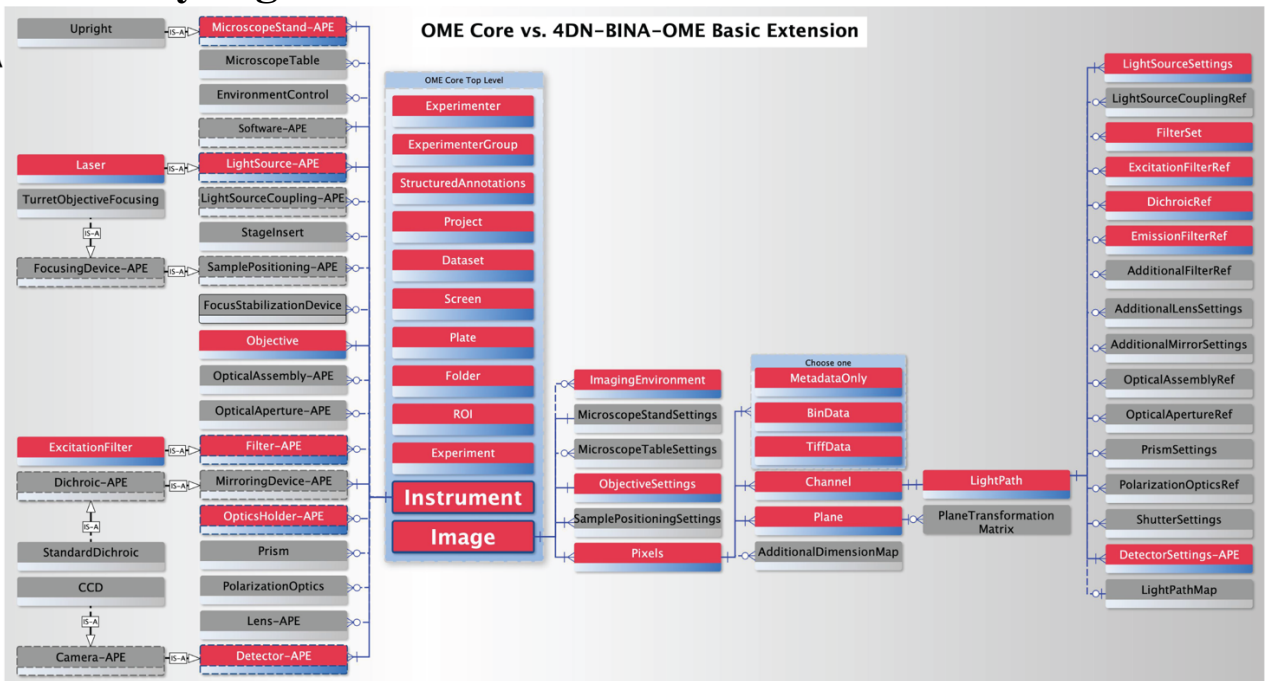 OME Core vs. 4DN-BINA-OME Basic Extension
Upright
IS-A
MicroscopeStand-APE
MicroscopeTable
EnvironmentControl
Software-APE
Laser
IS-A
LightSource-APE
TurretObjectiveFocusing
LightSourceCoupling-APE
IS-A
StageInsert
FocusingDevice-APE
IS-A
SamplePositioning-APE
FocusStabilizationDevice
Objective
OpticalAssembly-APE
OpticalAperture-APE
ExcitationFilter
IS-A
Filter-APE
Dichroic-APE
IS-A
MirroringDevice-APE
IS-A
OpticsHolder-APE
StandardDichroic
Prism
CCD
PolarizationOptics
IS-A
Lens-APE
Camera-APE
IS-A
Detector-APE
OME Core Top Level
Experimenter
ExperimenterGroup
StructuredAnnotations
Project
Dataset
Screen
Plate
Folder
ROI
Experiment
Instrument
Image
ImagingEnvironment
MicroscopeStandSettings
MicroscopeTableSettings
ObjectiveSettings
SamplePositioningSettings
Pixels
Choose one
MetadataOnly
BinData
TiffData
Channel
Plane
AdditionalDimensionMap
LightPath
PlaneTransformation
Matrix
LightSourceSettings
LightSourceCouplingRef
FilterSet
ExcitationFilterRef
DichroicRef
EmissionFilterRef
AdditionalFilterRef
AdditionalLensSettings
AdditionalMirrorSettings
OpticalAssemblyRef
OpticalApertureRef
PrismSettings
PolarizationOpticsRef
ShutterSettings
DetectorSettings-APE
LightPathMap